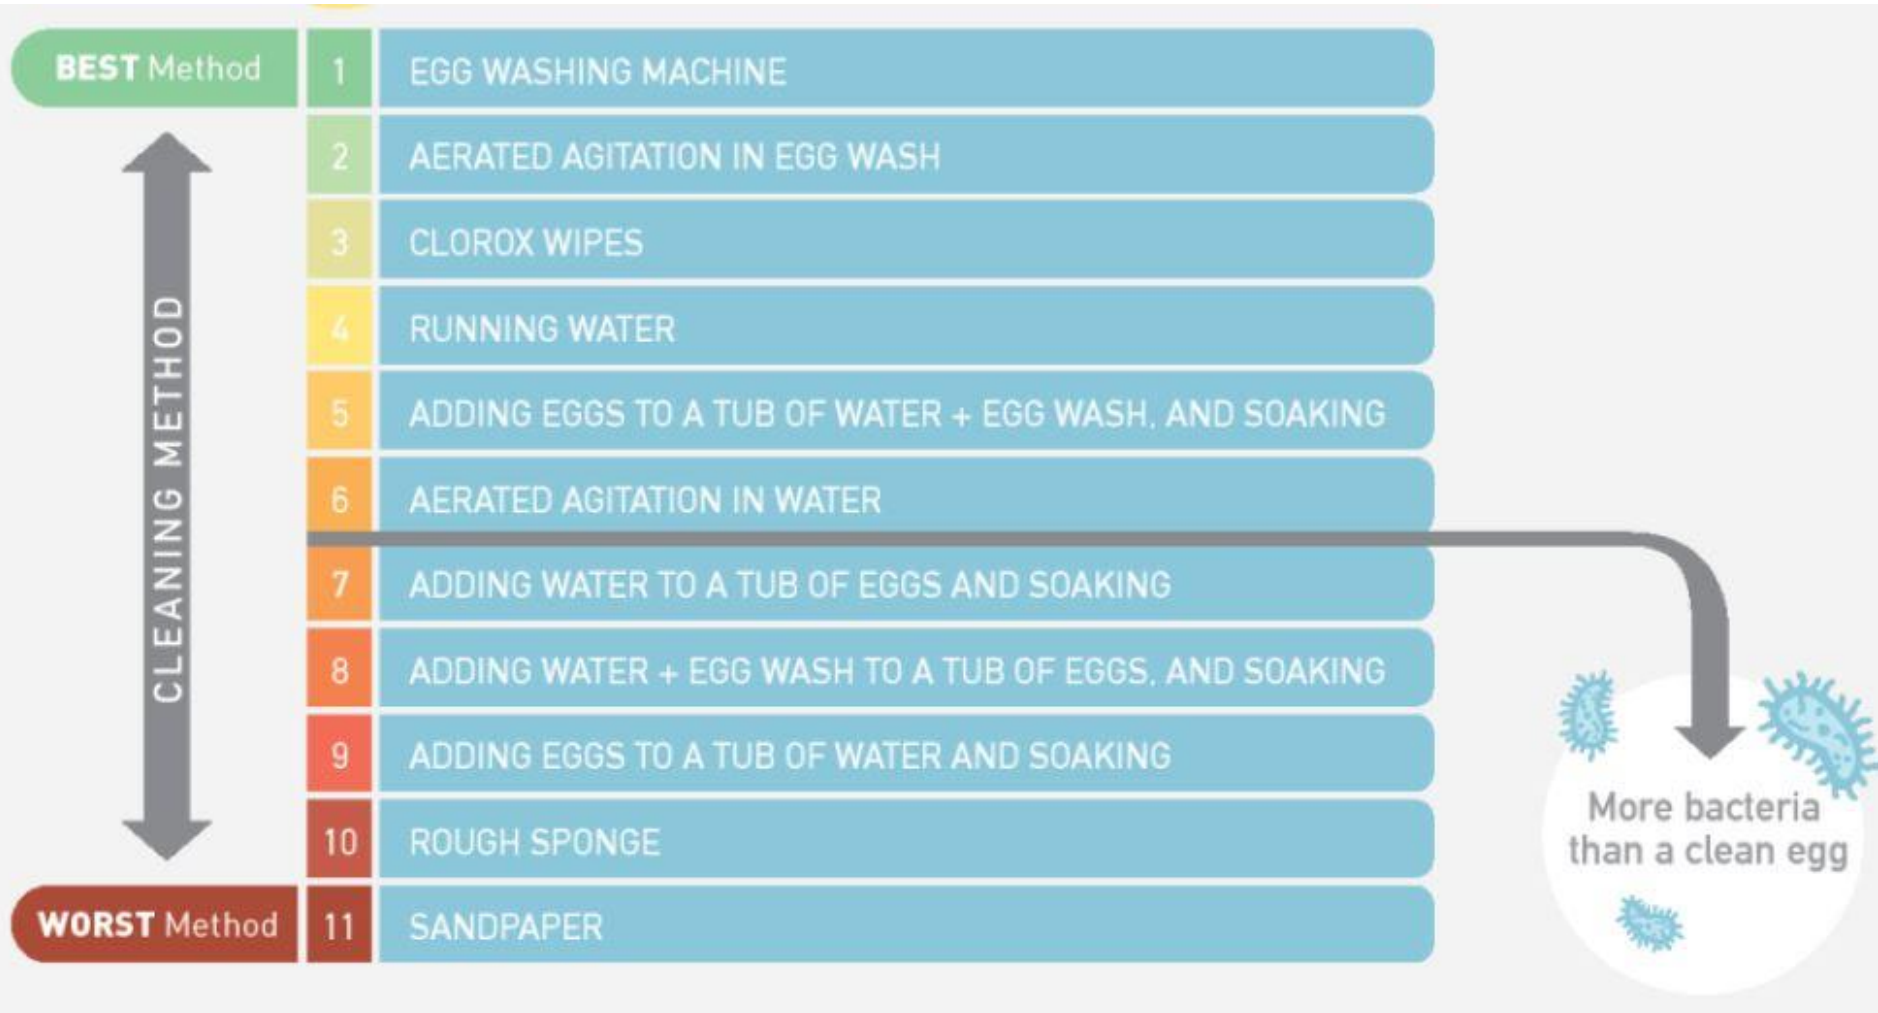 BEST Method
1 EGG WASHING MACHINE
2 AERATED AGITATION IN EGG WASH
3 CLOROX WIPES
4 RUNNING WATER
5 ADDING EGGS TO A TUB OF WATER + EGG WASH, AND SOAKING
6 AERATED AGITATION IN WATER
7 ADDING WATER TO A TUB OF EGGS AND SOAKING
8 ADDING WATER + EGG WASH TO A TUB OF EGGS, AND SOAKING
9 ADDING EGGS TO A TUB OF WATER AND SOAKING
10 ROUGH SPONGE
WORST Method
11 SANDPAPER
CLEANING METHOD
More bacteria
than a clean egg